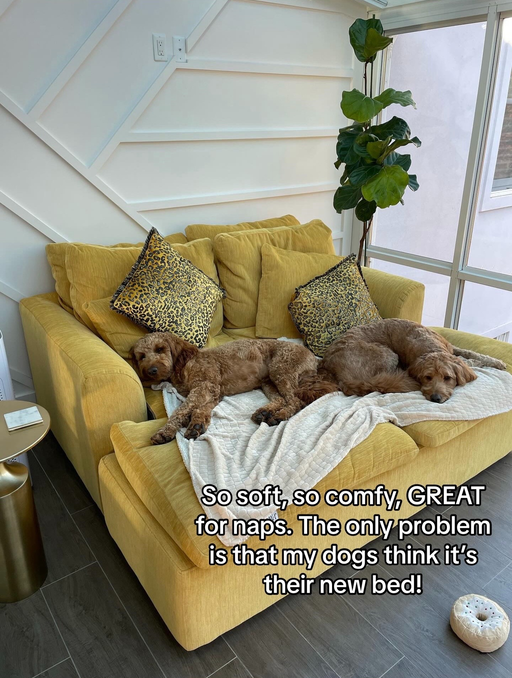 So soft, so comfy, GREAT
for naps. The only problem
is that my dogs think it's
their new bed!